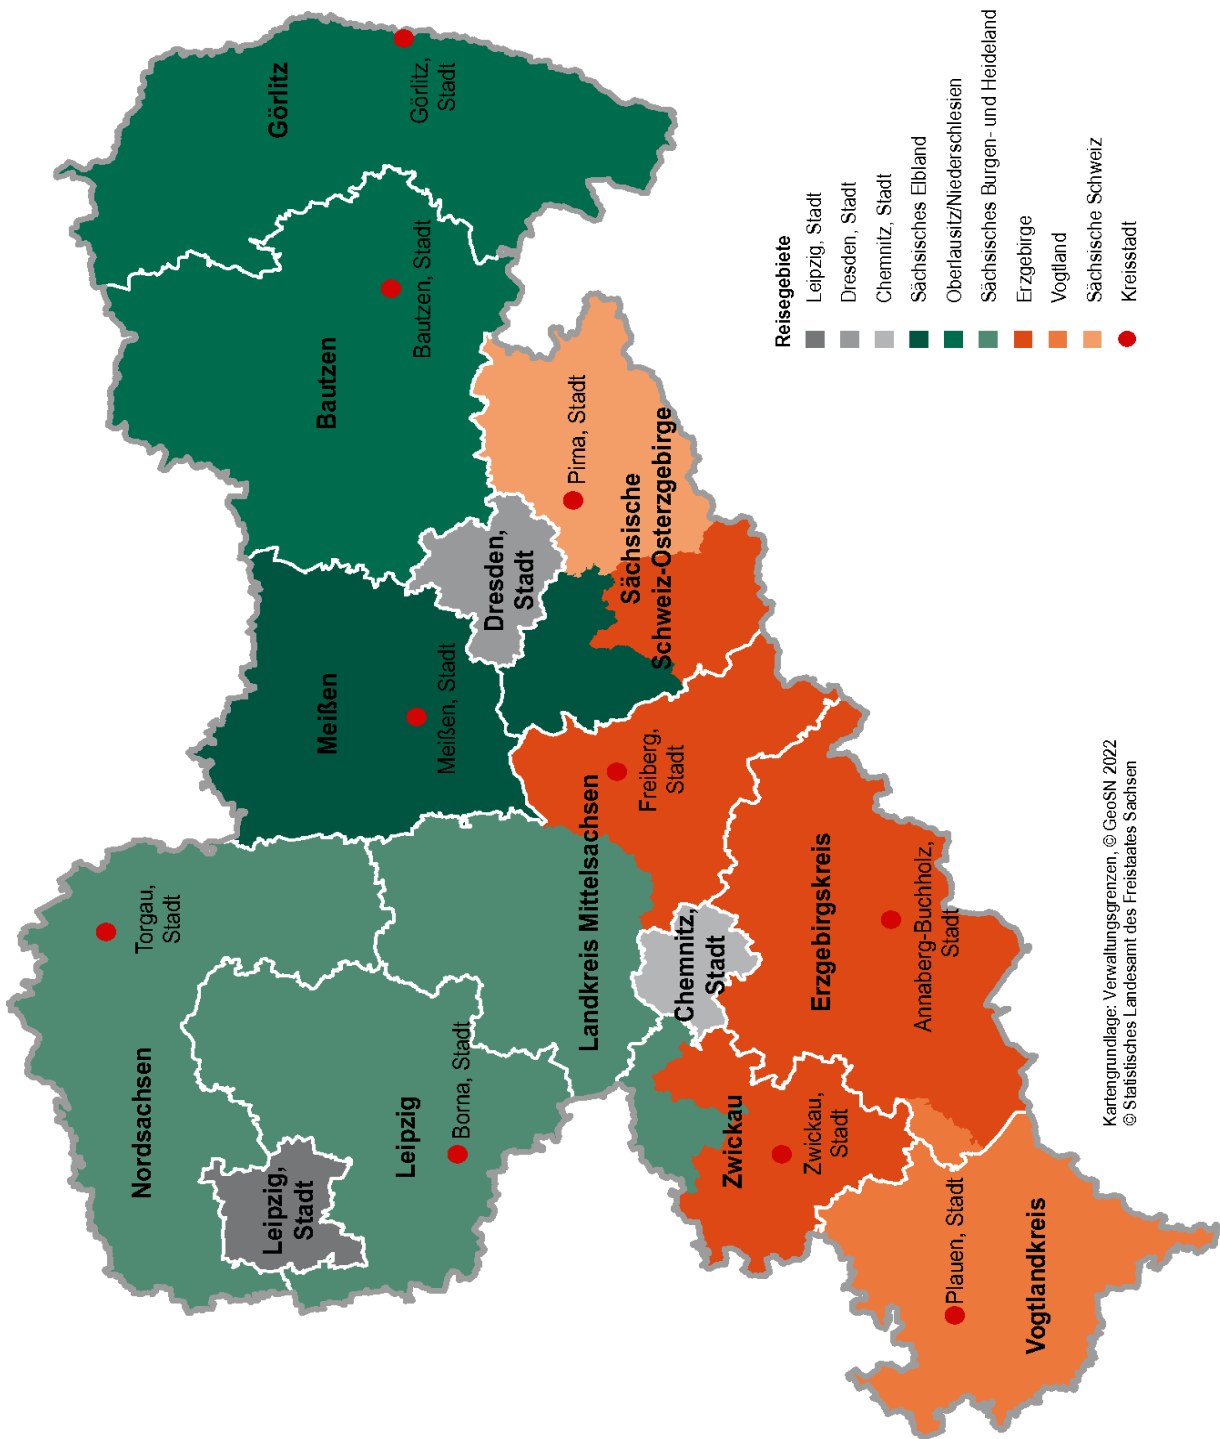 Nordsachsen
Torgau,
Stadt
Leipzig,
Stadt
Leipzig
Borna, Stadt
Meißen
Meißen, Stadt
Bautzen
Bautzen, Stadt
Görlitz
Görlitz,
Stadt
Dresden,
Stadt
Pirna, Stadt
Sächsische
Schweiz-Osterzgebirge
Landkreis Mittelsachsen
Freiberg,
Stadt
Chemnitz,
Stadt
Zwickau
Zwickau,
Stadt
Erzgebirgskreis
Annaberg-Buchholz,
Stadt
Plauen, Stadt
Vogtlandkreis
Reisegebiete
Leipzig, Stadt
Dresden, Stadt
Chemnitz, Stadt
Sächsisches Elbland
Oberlausitz/Niederschlesien
Sächsisches Burgen- und Heideland
Erzgebirge
Vogtland
Sächsische Schweiz
Kreisstadt
Kartengrundlage: Verwaltungsgrenzen, © GeoSN 2022
© Statistisches Landesamt des Freistaates Sachsen